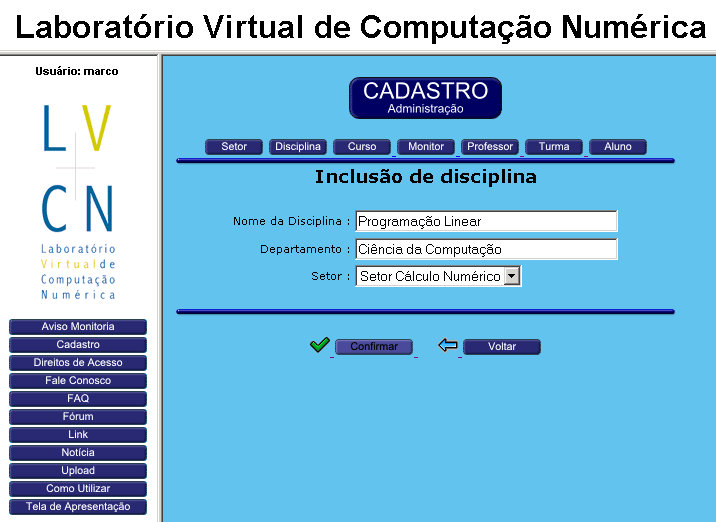 Laboratório Virtual de Computação Numérica
Usuário: marco
L V
C N
Laboratório
Virtual de
Computação
Numérica
Aviso Monitoria
Cadastro
Direitos de Acesso
Fale Conosco
FAQ
Fórum
Link
Notícia
Upload
Como Utilizar
Tela de Apresentação
CADASTRO
Administração
Setor Disciplina Curso Monitor Professor Turma Aluno
Inclusão de disciplina
Nome da Disciplina : Programação Linear
Departamento : Ciência da Computação
Setor : Setor Cálculo Numérico
Confirmar Voltar